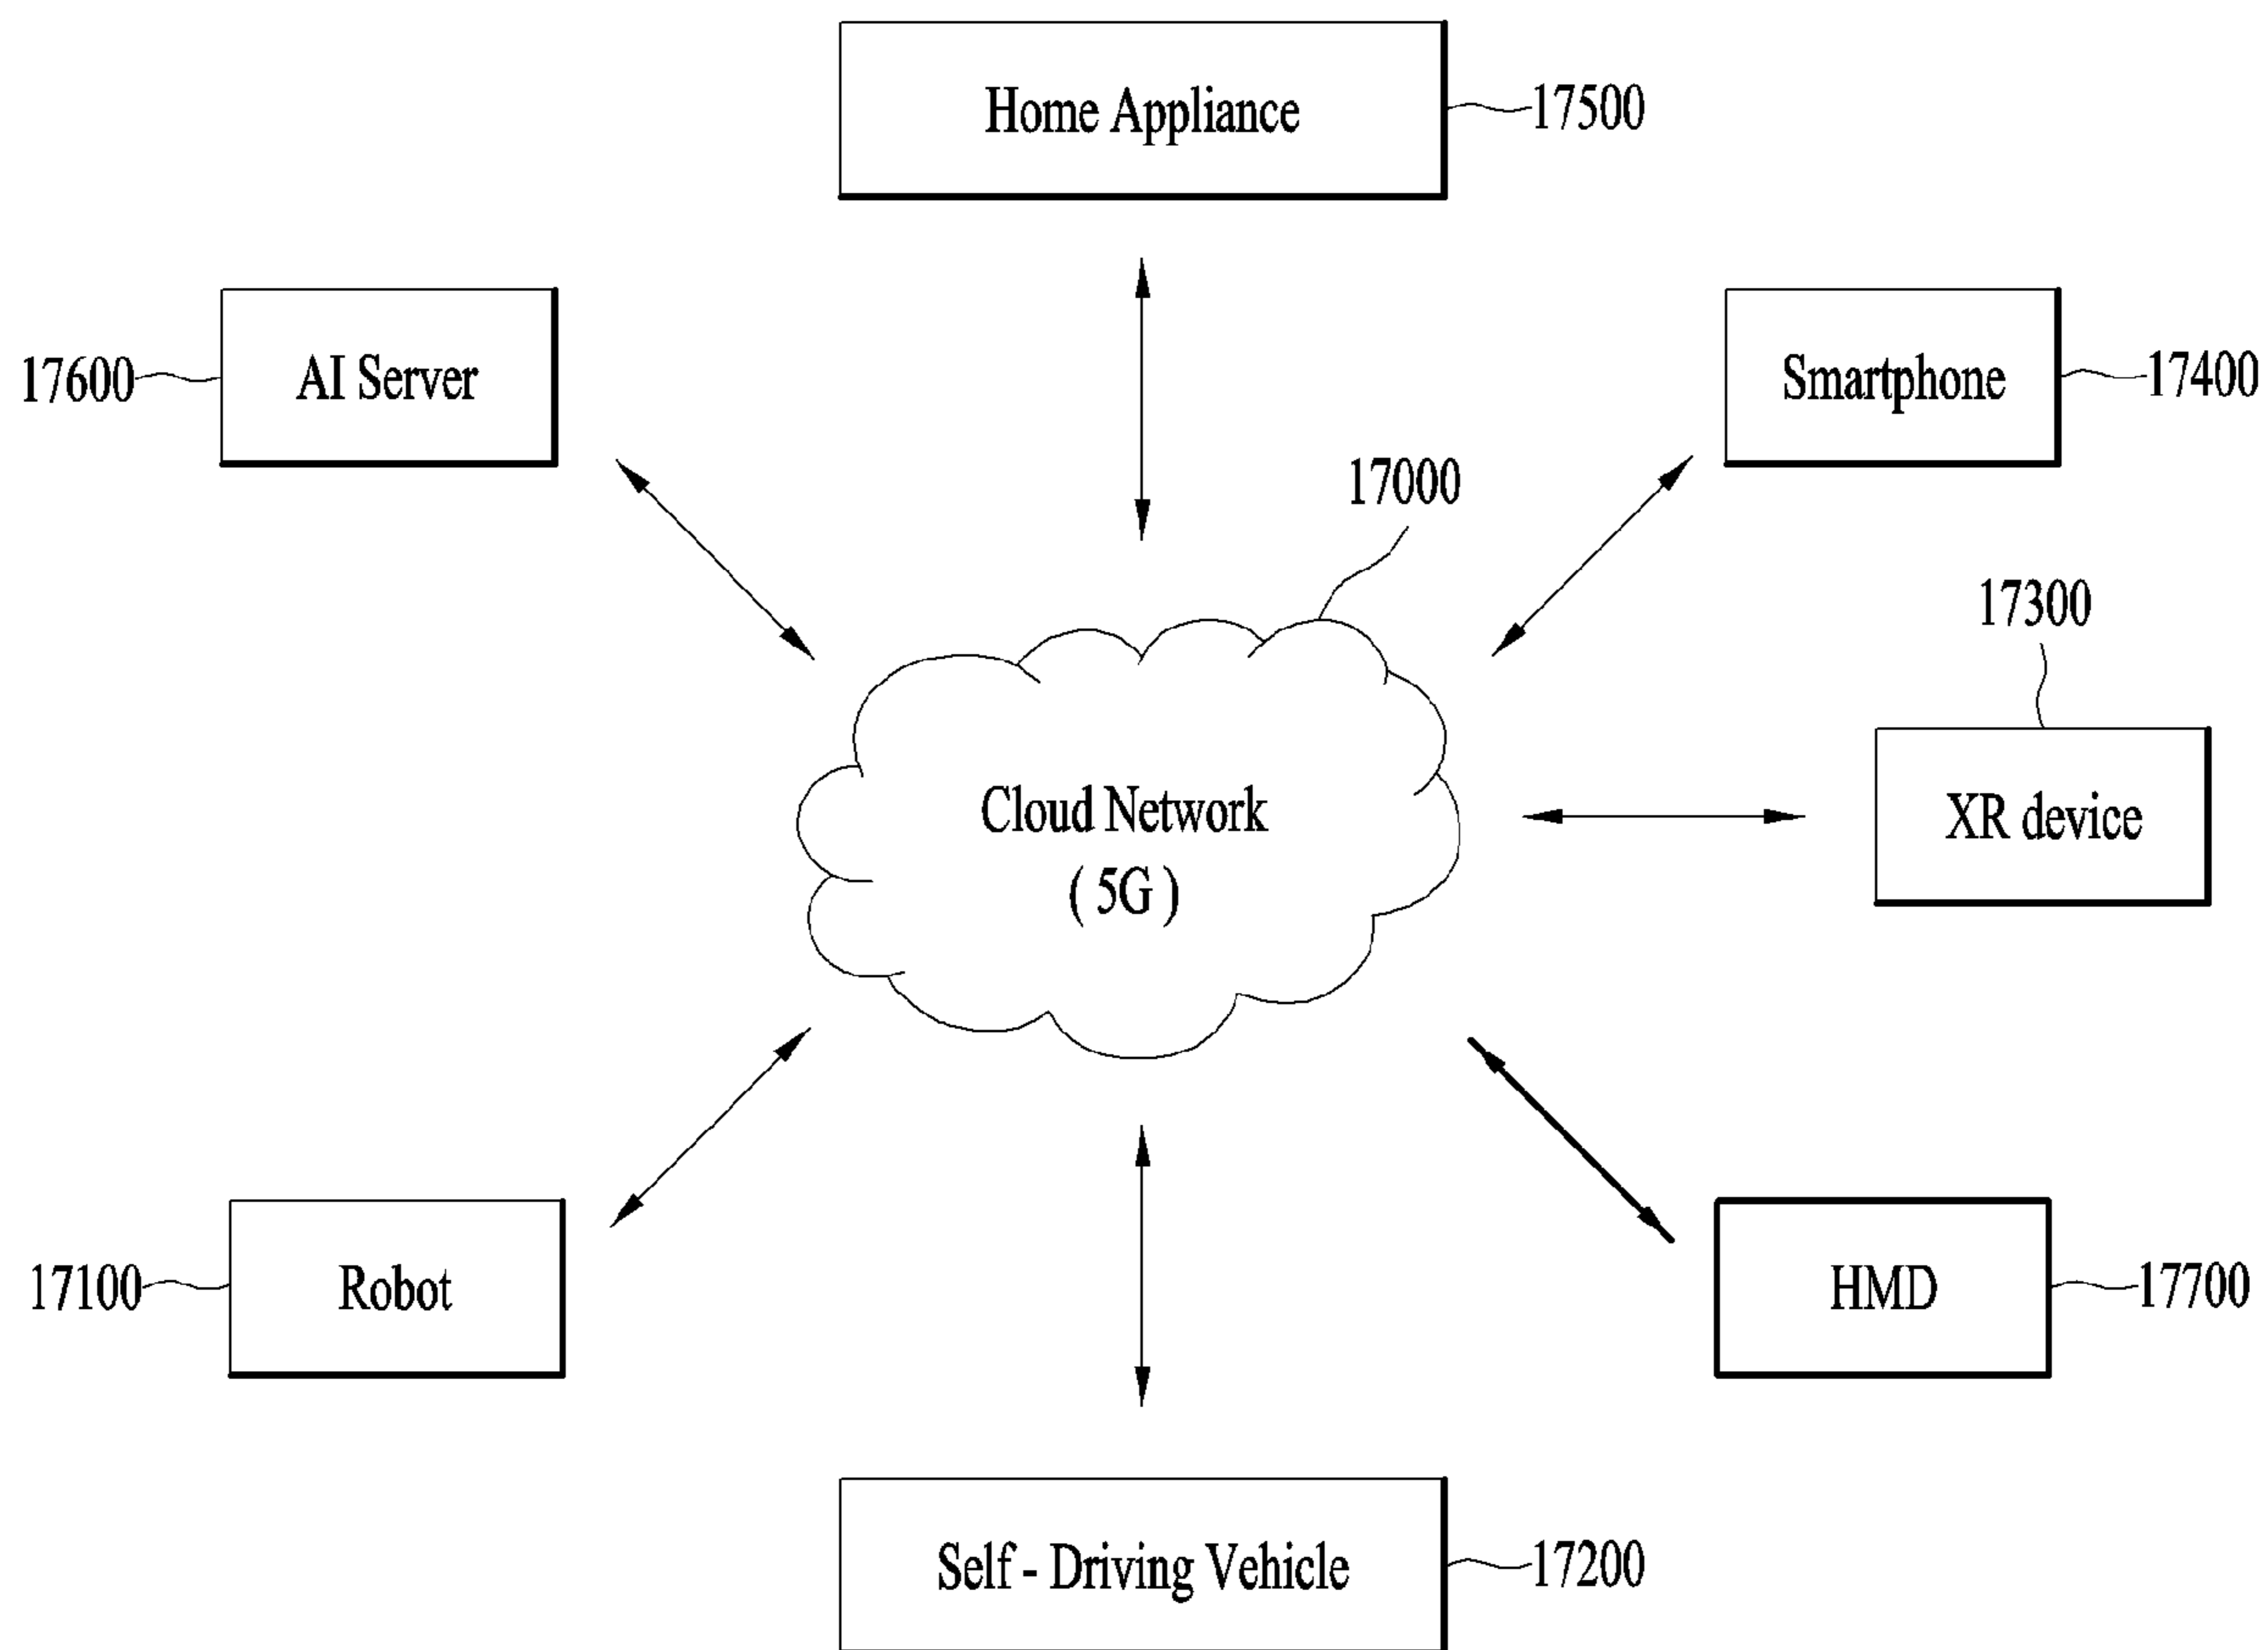 Home Appliance
17500
17600
AI Server
Smartphone
17400
17000
17300
Cloud Network
( 5G )
XR device
17100
Robot
HMD
17700
Self - Driving Vehicle
17200